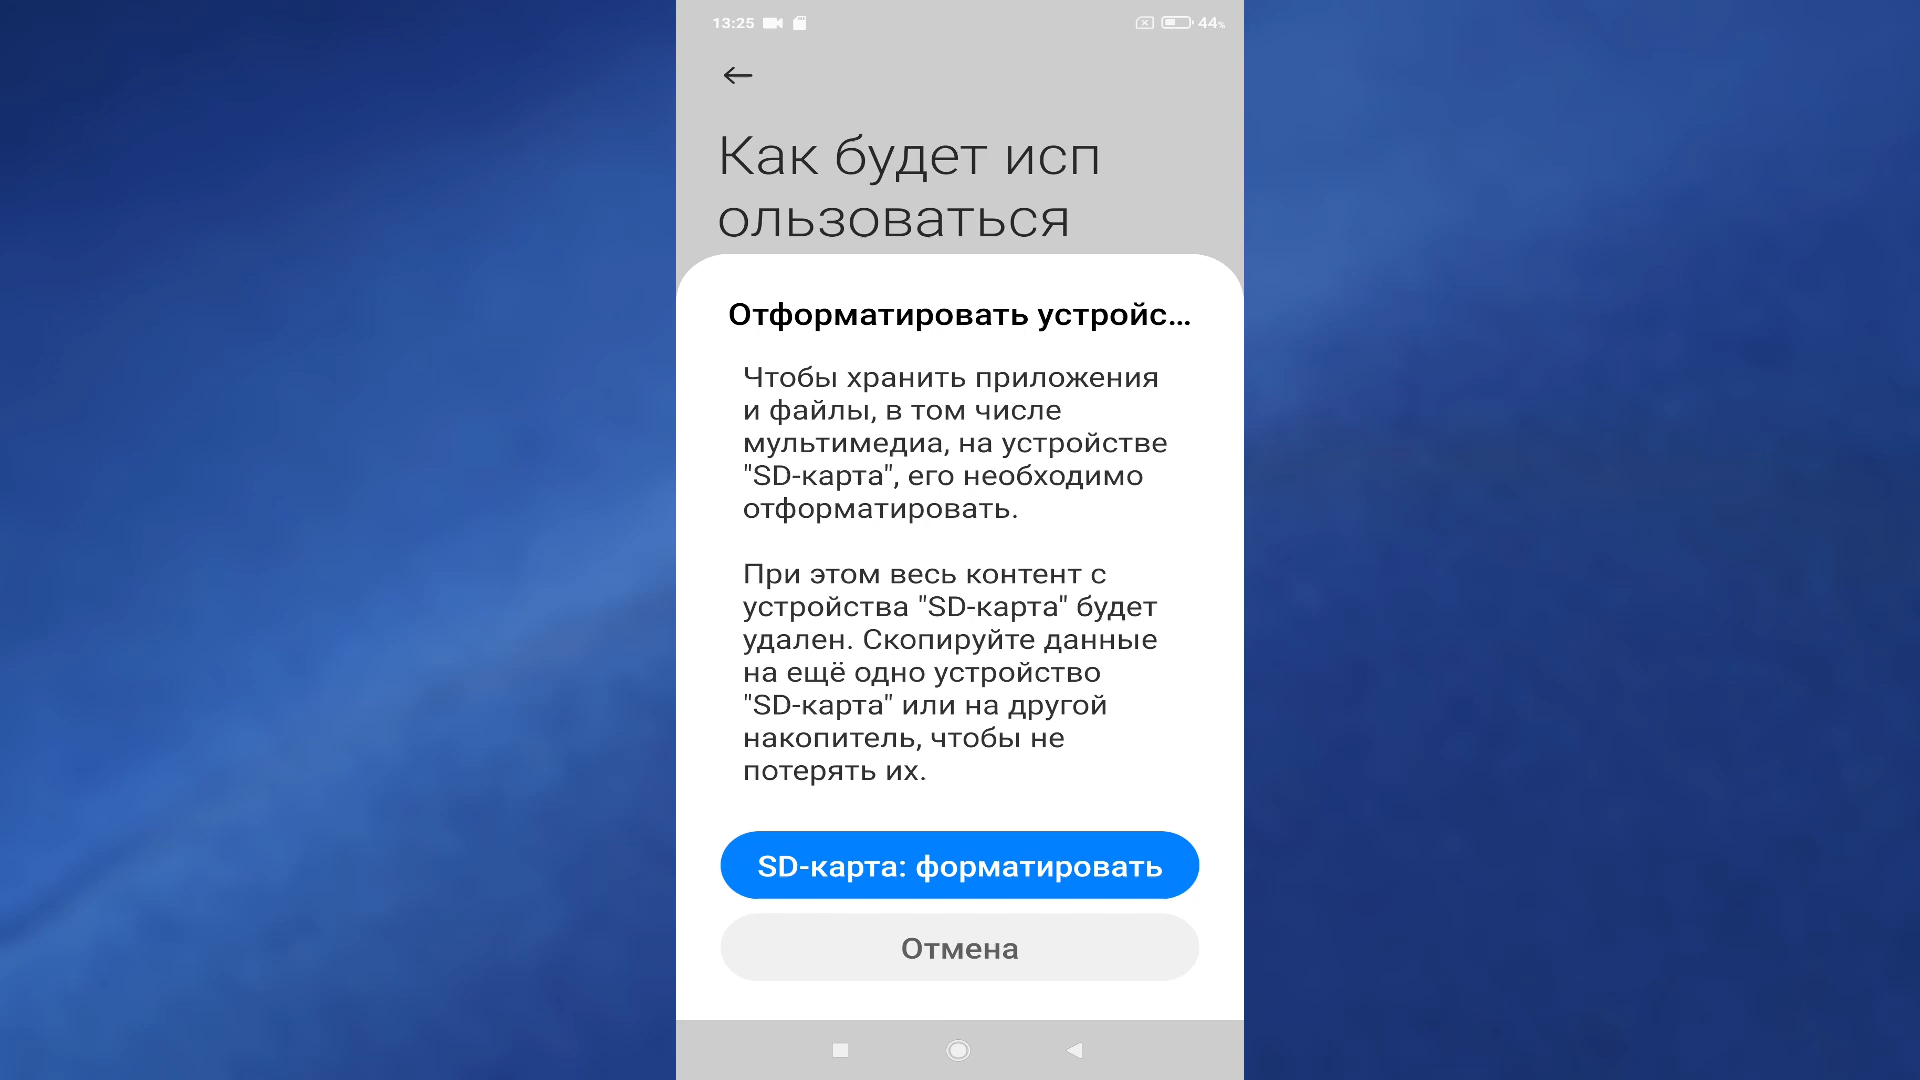 13:25
44%
Как будет исп
ользоваться
Отформатировать устройс...
Чтобы хранить приложения
и файлы, в том числе
мультимедиа, на устройстве
"SD-карта", его необходимо
отформатировать.
При этом весь контент с
устройства "SD-карта" будет
удален. Скопируйте данные
на ещё одно устройство
"SD-карта" или на другой
накопитель, чтобы не
потерять их.
SD-карта: форматировать
Отмена